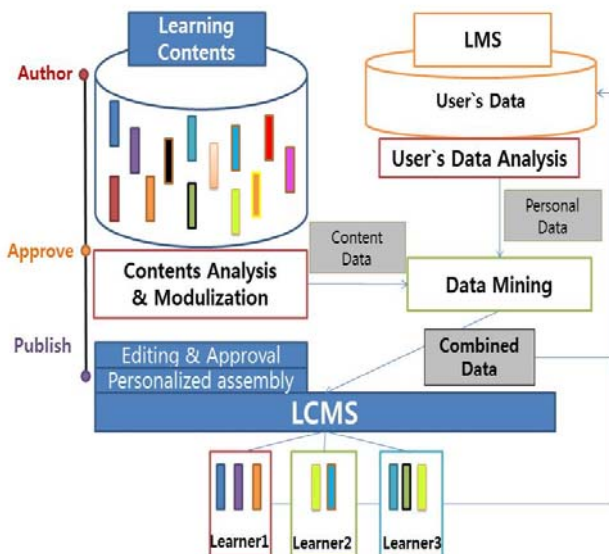 Learning
Contents
LMS
Author
User`s Data
User`s Data Analysis
Personal
Data
Approve
Content
Data
Contents Analysis
& Modulization
Data Mining
Publish
Editing & Approval
Combined
Data
Personalized assembly
LCMS
Learner1
Learner2
Learner3